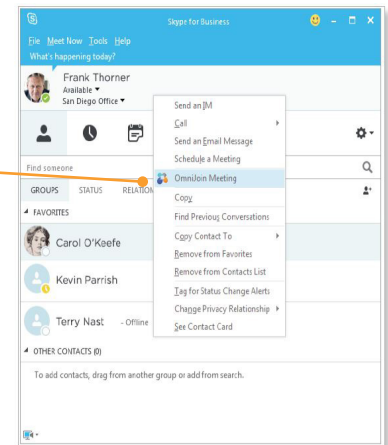 Skype for Business
File Meet Now Tools Help
What's happening today?
Frank Thorner
Available
San Diego Office
Find someone
GROUPS STATUS RELATION
FAVORITES
Carol O'Keefe
Kevin Parrish
Terry Nast - Offline
OTHER CONTACTS (0)
To add contacts, drag from another group or add from search.
Send an IM
Call
Send an Email Message
Schedule a Meeting
OmniJoin Meeting
Copy
Find Previous Conversations
Copy Contact To
Remove from Favorites
Remove from Contacts List
Tag for Status Change Alerts
Change Privacy Relationship
See Contact Card